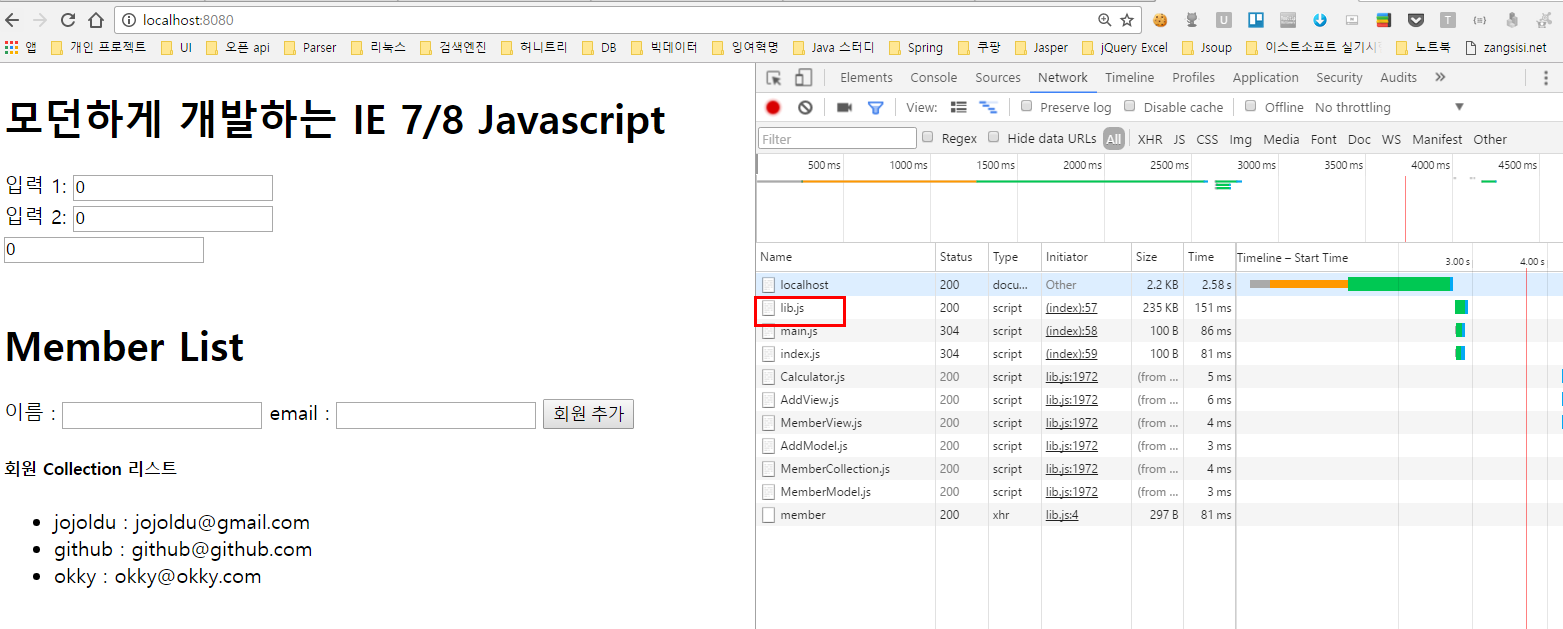 localhost:8080
앱 개인 프로젝트 UI 오픈 api Parser 리눅스 검색엔진 허니트리 DB 빅데이터 잉여혁명 Java 스터디 Spring 쿠팡 Jasper jQuery Excel Jsoup 이스트소프트 실기시 노트북 zangsisi.net
모던하게 개발하는 IE 7/8 Javascript
입력 1: 0
입력 2: 0
0
Member List
이름 : email : 회원 추가
회원 Collection 리스트
jojoldu : jojoldu@gmail.com
github : github@github.com
okky : okky@okky.com
Elements Console Sources Network Timeline Profiles Application Security Audits »
View: Preserve log Disable cache Offline No throttling
Filter Regex Hide data URLs All XHR JS CSS Img Media Font Doc WS Manifest Other
500 ms 1000 ms 1500 ms 2000 ms 2500 ms 3000 ms 3500 ms 4000 ms 4500 ms
Name Status Type Initiator Size Time Timeline – Start Time 3.00 s 4.00 s
localhost 200 docu... Other 2.2 KB 2.58 s
lib.js 200 script (index):57 235 KB 151 ms
main.js 304 script (index):58 100 B 86 ms
index.js 304 script (index):59 100 B 81 ms
Calculator.js 200 script lib.js:1972 (from ... 5 ms
AddView.js 200 script lib.js:1972 (from ... 6 ms
MemberView.js 200 script lib.js:1972 (from ... 4 ms
AddModel.js 200 script lib.js:1972 (from ... 3 ms
MemberCollection.js 200 script lib.js:1972 (from ... 4 ms
MemberModel.js 200 script lib.js:1972 (from ... 3 ms
member 200 xhr lib.js:4 297 B 81 ms